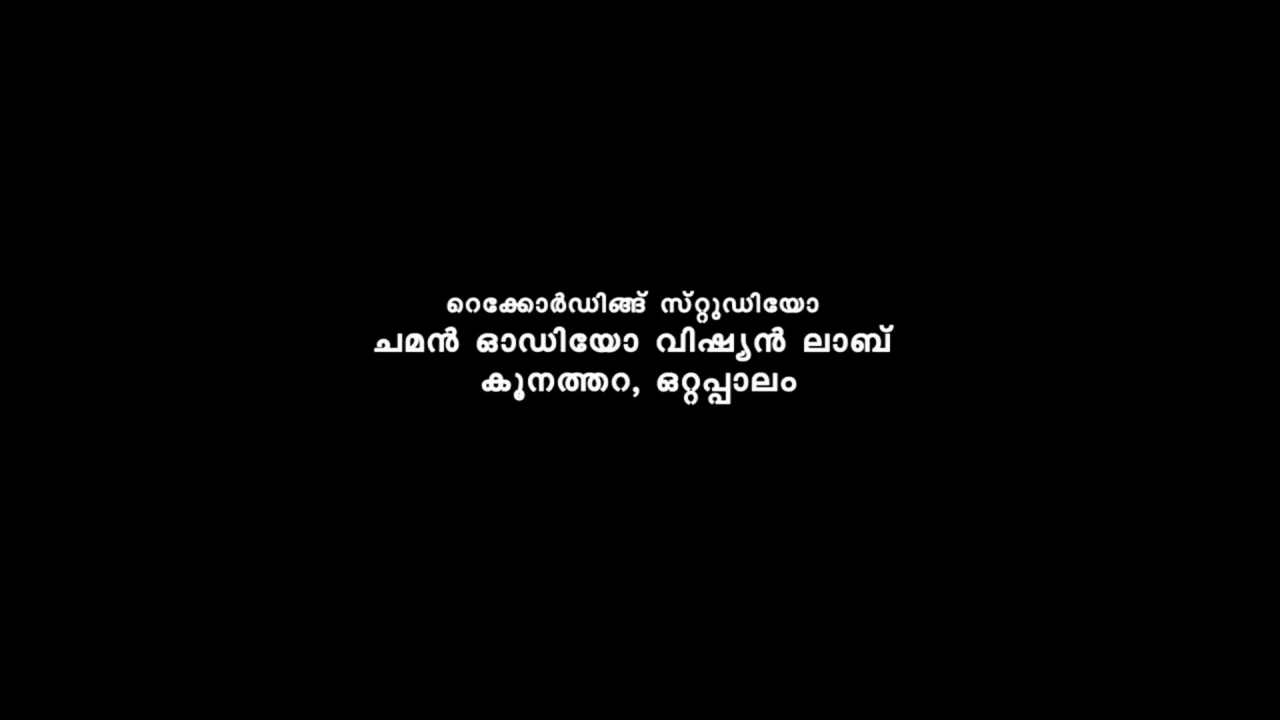 റെക്കോർഡിങ്ങ് സ്റ്റുഡിയോ
ചമൻ ഓഡിയോ വിഷ്യൻ ലാബ്
കൂനത്തറ, ഒറ്റപ്പാലം